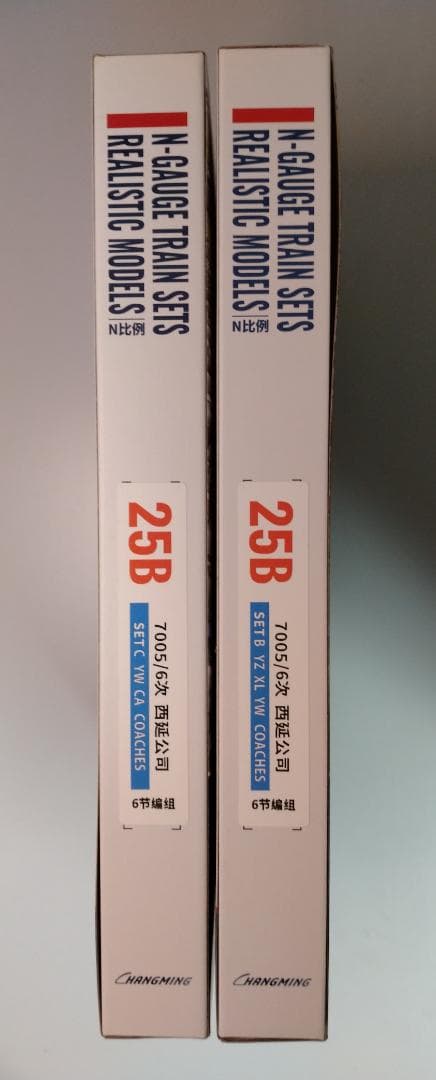 N-GAUGE TRAIN SETS
REALISTIC MODELS
N比例
25B
7005/6次 西延公司
SET C YW CA COACHES
6节编组
CHANGMING
N-GAUGE TRAIN SETS
REALISTIC MODELS
N比例
25B
7005/6次 西延公司
SET B YZ XL YW COACHES
6节编组
CHANGMING